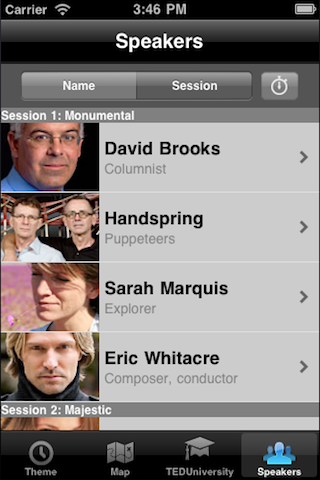 Carrier 3:46 PM
Speakers
Name Session
Session 1: Monumental
David Brooks
Columnist
Handspring
Puppeteers
Sarah Marquis
Explorer
Eric Whitacre
Composer, conductor
Session 2: Majestic
Theme Map TEDUniversity Speakers